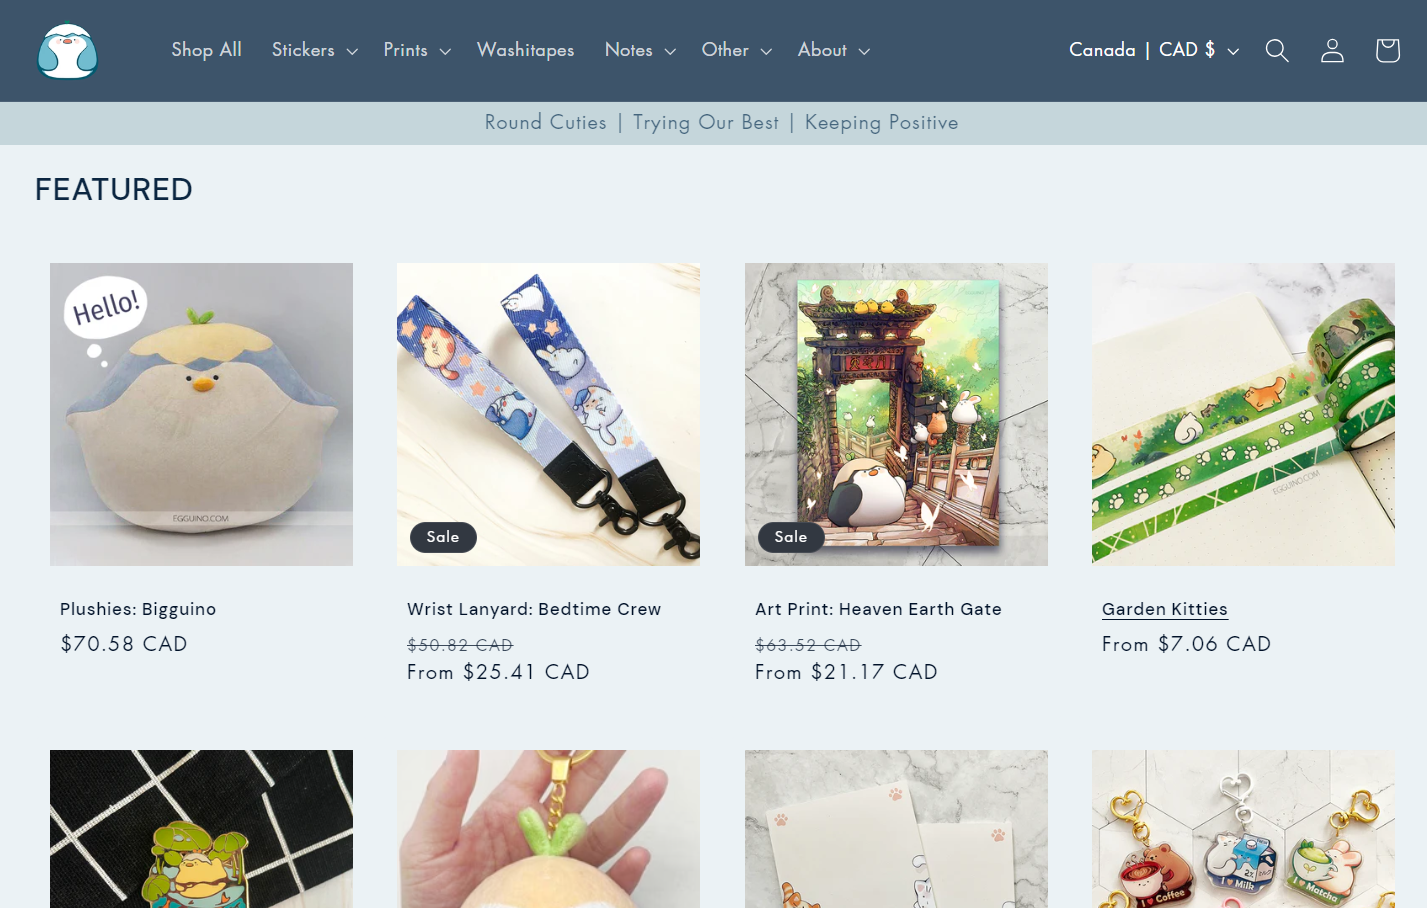 Shop All Stickers Prints Washitapes Notes Other About Canada | CAD $
Round Cuties | Trying Our Best | Keeping Positive
FEATURED
Hello!
EGGUINO.COM
Sale
Sale
EGGUINO.COM
Plushies: Bigguino
$70.58 CAD
Wrist Lanyard: Bedtime Crew
$50.82 CAD
From $25.41 CAD
Art Print: Heaven Earth Gate
$63.52 CAD
From $21.17 CAD
Garden Kitties
From $7.06 CAD
I ♥ Coffee
I ♥ Milk
2%
I ♥ Matcha